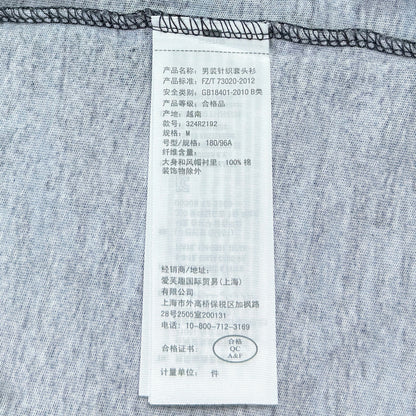 产品名称: 男装针织套头衫
产品标准: FZ/T 73020-2012
安全类别: GB18401-2010 B类
产品等级: 合格品
产地: 越南
款号: 324R2192
规格: M
号型/规格: 180/96A
纤维含量:
大身和风帽衬里: 100% 棉
装饰物除外
经销商/地址:
爱芙趣国际贸易(上海)
有限公司
上海市外高桥保税区加枫路
28号2505室200131
电话: 10-800-712-3169
合格证书:
合格
QC
A&F
计量单位: 件